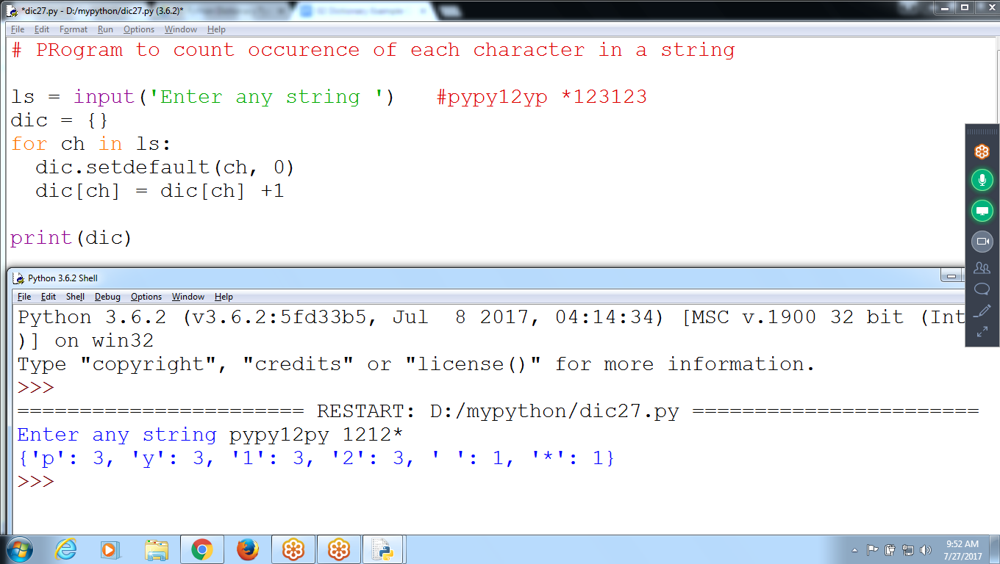 *dic27.py - D:/mypython/dic27.py (3.6.2)*
File Edit Format Run Options Window Help
# PRogram to count occurence of each character in a string
ls = input('Enter any string ')   #pypy12yp *123123
dic = {}
for ch in ls:
  dic.setdefault(ch, 0)
  dic[ch] = dic[ch] +1
print(dic)
Python 3.6.2 Shell
File Edit Shell Debug Options Window Help
Python 3.6.2 (v3.6.2:5fd33b5, Jul  8 2017, 04:14:34) [MSC v.1900 32 bit (Int
)] on win32
Type "copyright", "credits" or "license()" for more information.
>>>
======================= RESTART: D:/mypython/dic27.py =======================
Enter any string pypy12py 1212*
{'p': 3, 'y': 3, '1': 3, '2': 3, ' ': 1, '*': 1}
>>>
9:52 AM
7/27/2017